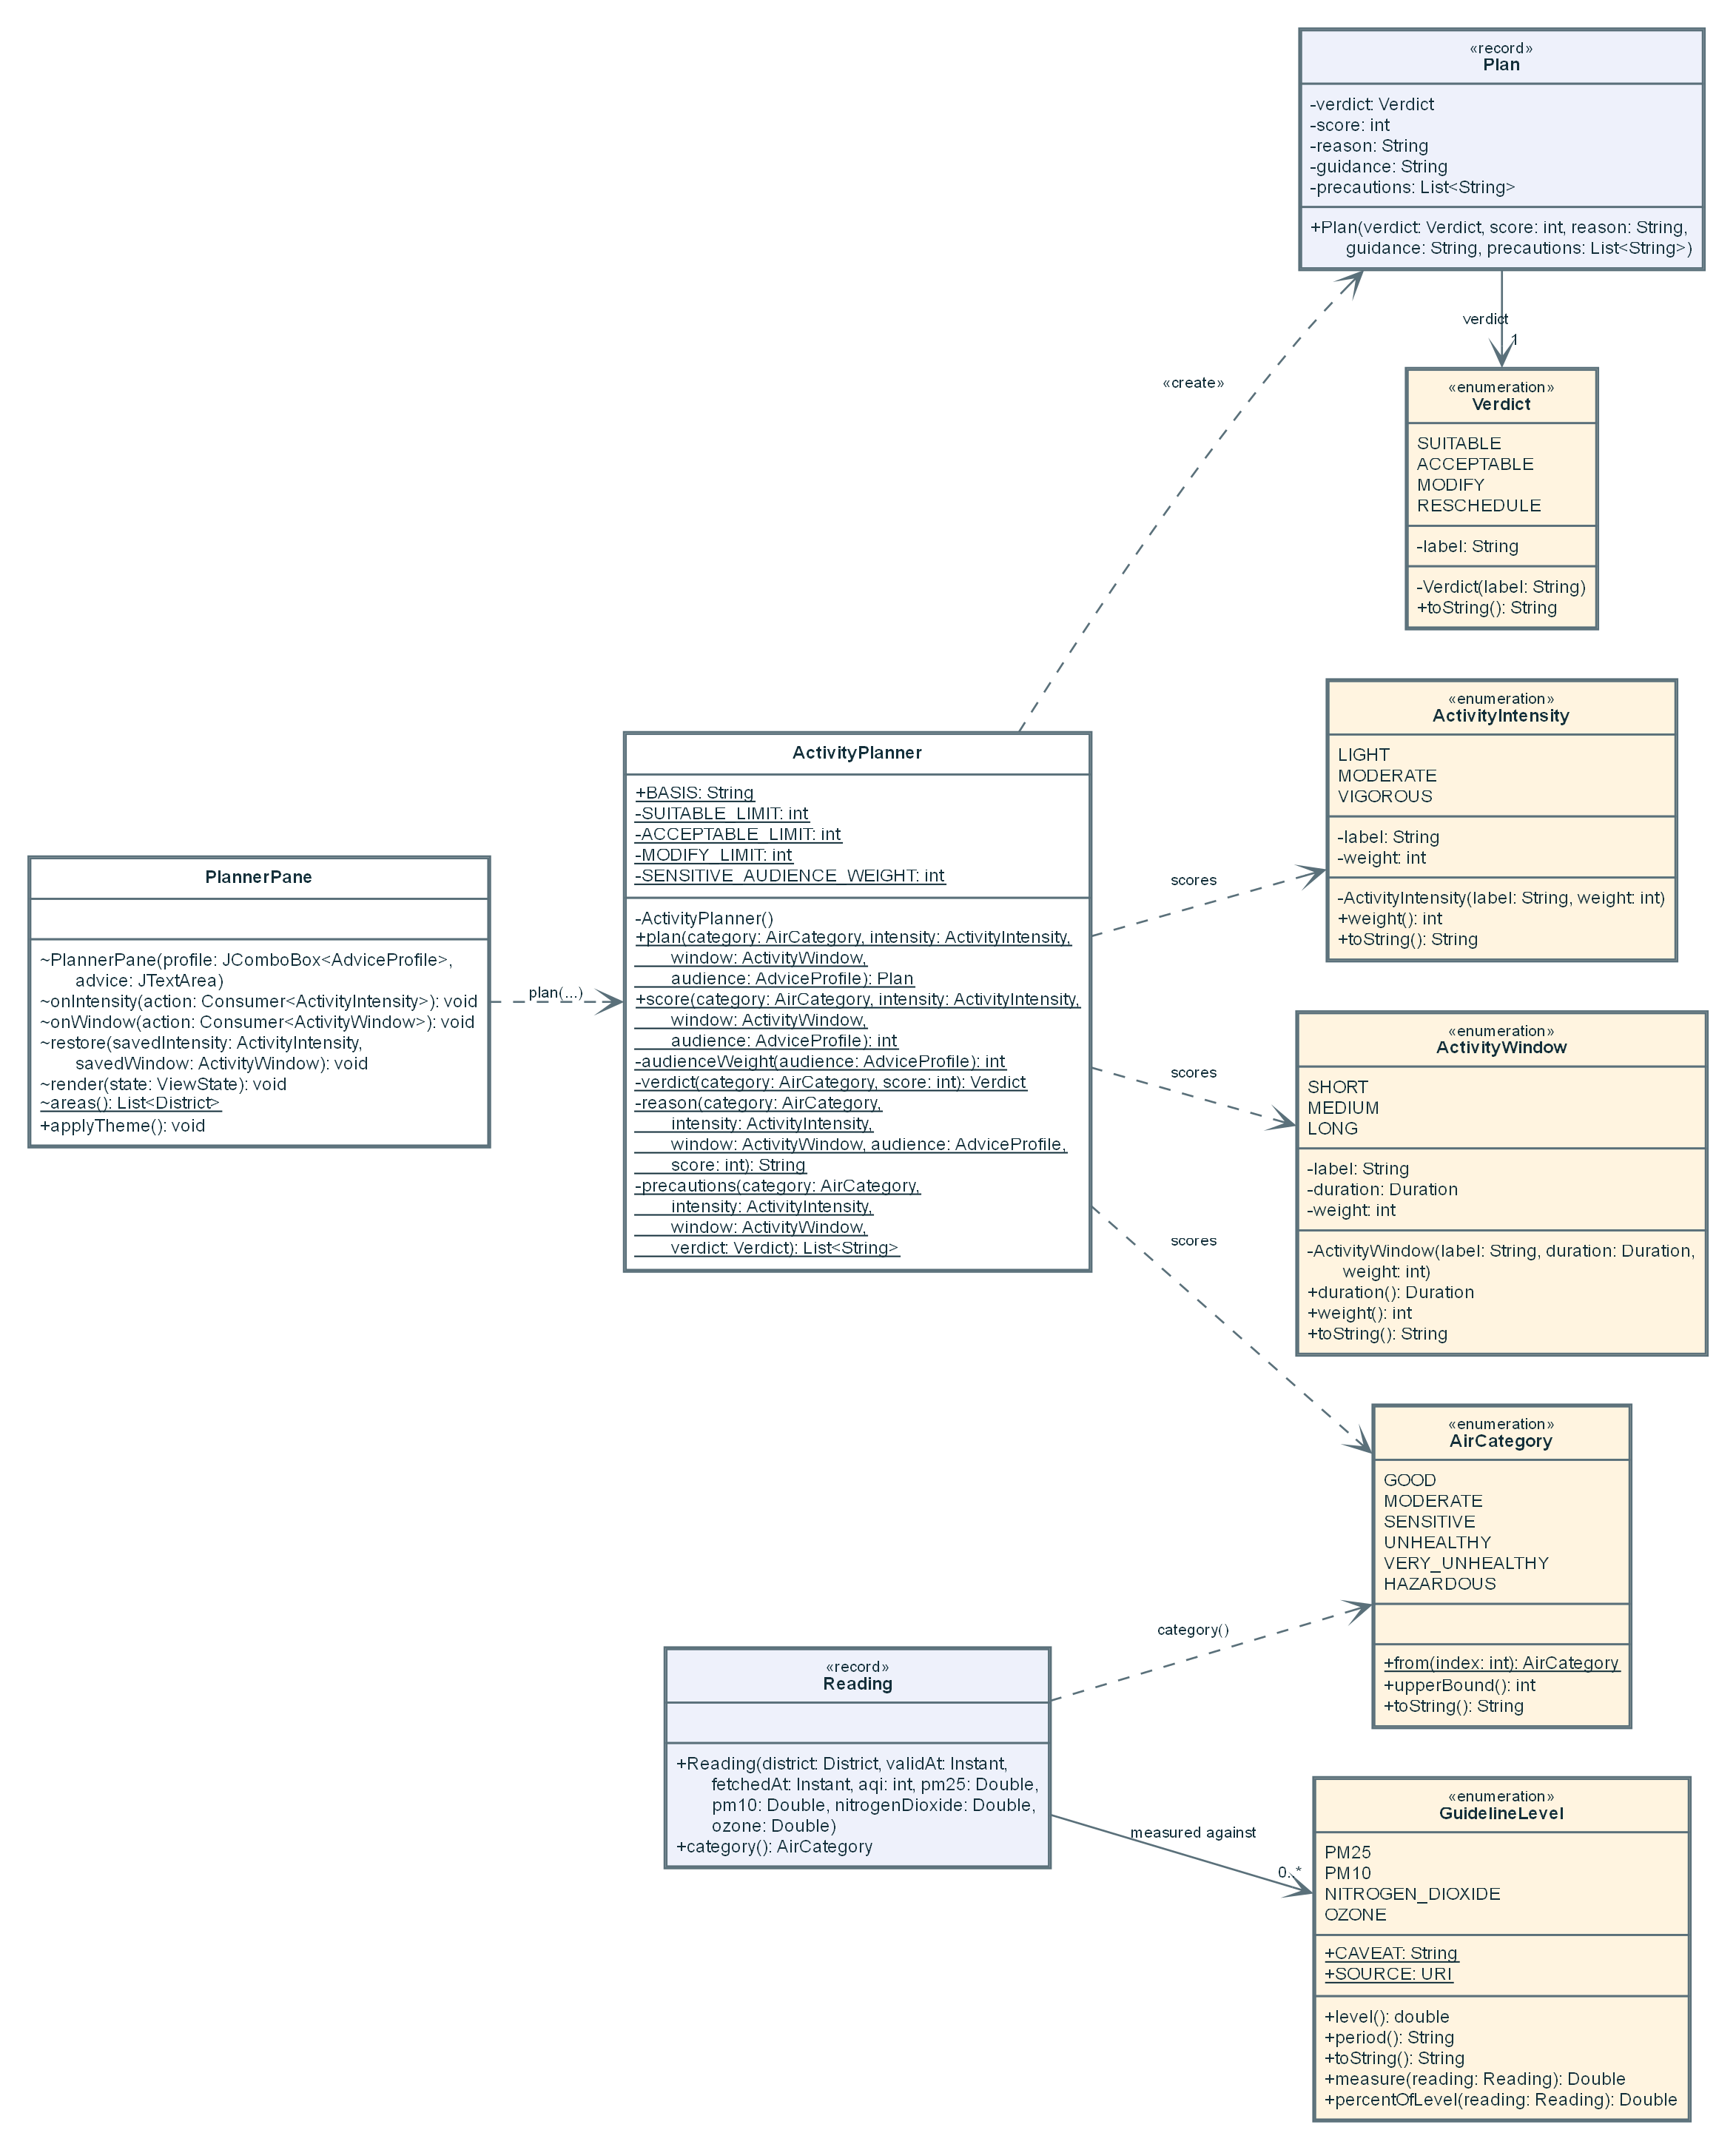 «record»
Plan
-verdict: Verdict
-score: int
-reason: String
-guidance: String
-precautions: List<String>
+Plan(verdict: Verdict, score: int, reason: String,
guidance: String, precautions: List<String>)
verdict
1
«create»
«enumeration»
Verdict
SUITABLE
ACCEPTABLE
MODIFY
RESCHEDULE
-label: String
-Verdict(label: String)
+toString(): String
«enumeration»
ActivityIntensity
LIGHT
MODERATE
VIGOROUS
-label: String
-weight: int
-ActivityIntensity(label: String, weight: int)
+weight(): int
+toString(): String
ActivityPlanner
+BASIS: String
-SUITABLE_LIMIT: int
-ACCEPTABLE_LIMIT: int
-MODIFY_LIMIT: int
-SENSITIVE_AUDIENCE_WEIGHT: int
-ActivityPlanner()
+plan(category: AirCategory, intensity: ActivityIntensity,
window: ActivityWindow,
audience: AdviceProfile): Plan
+score(category: AirCategory, intensity: ActivityIntensity,
window: ActivityWindow,
audience: AdviceProfile): int
-audienceWeight(audience: AdviceProfile): int
-verdict(category: AirCategory, score: int): Verdict
-reason(category: AirCategory,
intensity: ActivityIntensity,
window: ActivityWindow, audience: AdviceProfile,
score: int): String
-precautions(category: AirCategory,
intensity: ActivityIntensity,
window: ActivityWindow,
verdict: Verdict): List<String>
scores
scores
scores
PlannerPane
~PlannerPane(profile: JComboBox<AdviceProfile>,
advice: JTextArea)
~onIntensity(action: Consumer<ActivityIntensity>): void
~onWindow(action: Consumer<ActivityWindow>): void
~restore(savedIntensity: ActivityIntensity,
savedWindow: ActivityWindow): void
~render(state: ViewState): void
~areas(): List<District>
+applyTheme(): void
plan(...)
«enumeration»
ActivityWindow
SHORT
MEDIUM
LONG
-label: String
-duration: Duration
-weight: int
-ActivityWindow(label: String, duration: Duration,
weight: int)
+duration(): Duration
+weight(): int
+toString(): String
«enumeration»
AirCategory
GOOD
MODERATE
SENSITIVE
UNHEALTHY
VERY_UNHEALTHY
HAZARDOUS
+from(index: int): AirCategory
+upperBound(): int
+toString(): String
category()
«record»
Reading
+Reading(district: District, validAt: Instant,
fetchedAt: Instant, aqi: int, pm25: Double,
pm10: Double, nitrogenDioxide: Double,
ozone: Double)
+category(): AirCategory
measured against
0..*
«enumeration»
GuidelineLevel
PM25
PM10
NITROGEN_DIOXIDE
OZONE
+CAVEAT: String
+SOURCE: URI
+level(): double
+period(): String
+toString(): String
+measure(reading: Reading): Double
+percentOfLevel(reading: Reading): Double